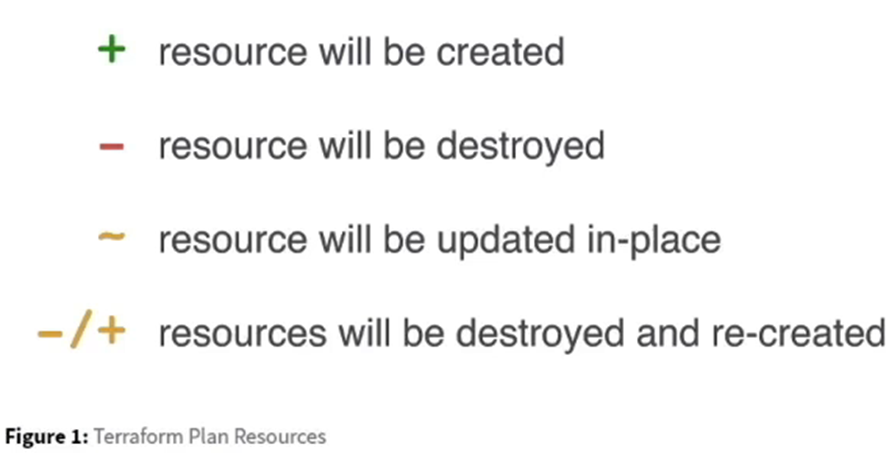 + resource will be created
- resource will be destroyed
~ resource will be updated in-place
-/+ resources will be destroyed and re-created
Figure 1: Terraform Plan Resources